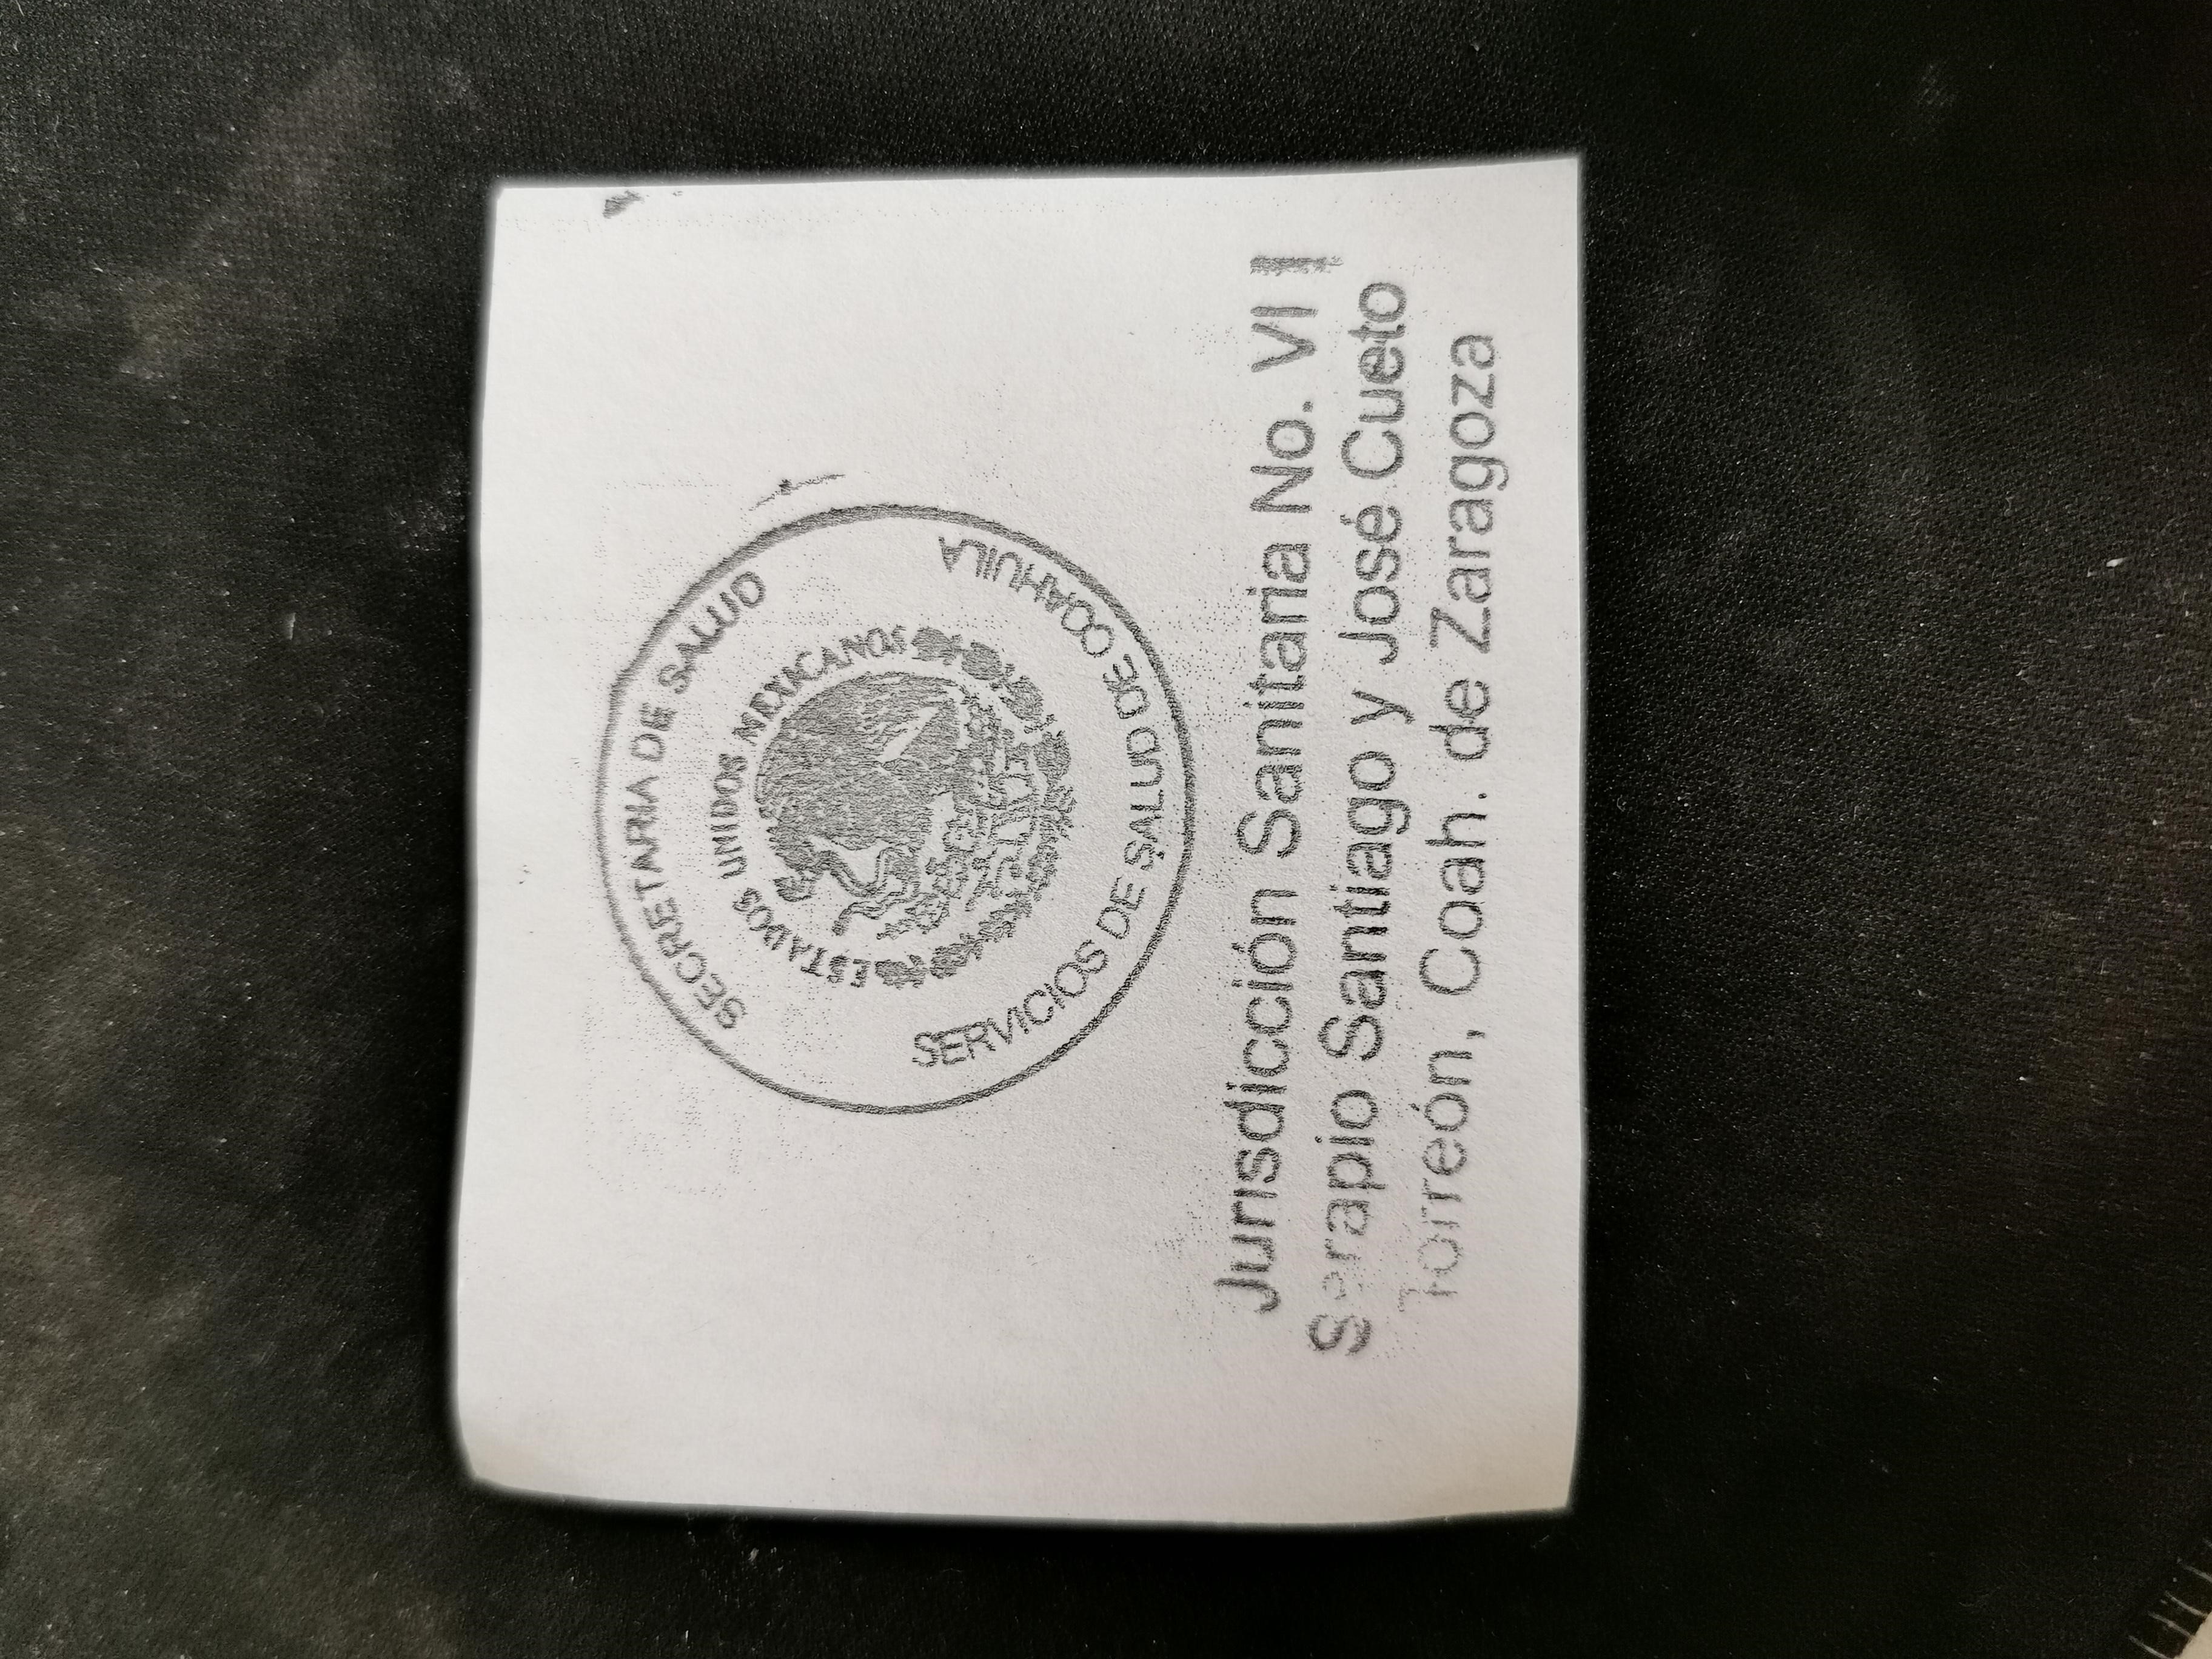 SECRETARIA DE SALUD
ESTADOS UNIDOS MEXICANOS
SERVICIOS DE SALUD DE COAHUILA
Jurisdicción Sanitaria No. VI I
Serapio Santiago y José Cueto
Torreón, Coah. de Zaragoza